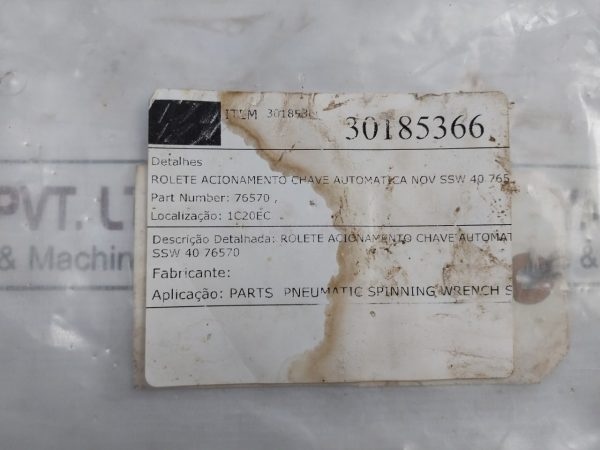 ITEM 3018536
30185366
Detalhes
ROLETE ACIONAMENTO CHAVE AUTOMATICA NOV SSW 40 765
Part Number: 76570 ,
Localização: 1C20EC
Descrição Detalhada: ROLETE ACIONAMENTO CHAVE AUTOMAT
SSW 40 76570
Fabricante:
Aplicação: PARTS PNEUMATIC SPINNING WRENCH S
PVT. LT
& Machin
&